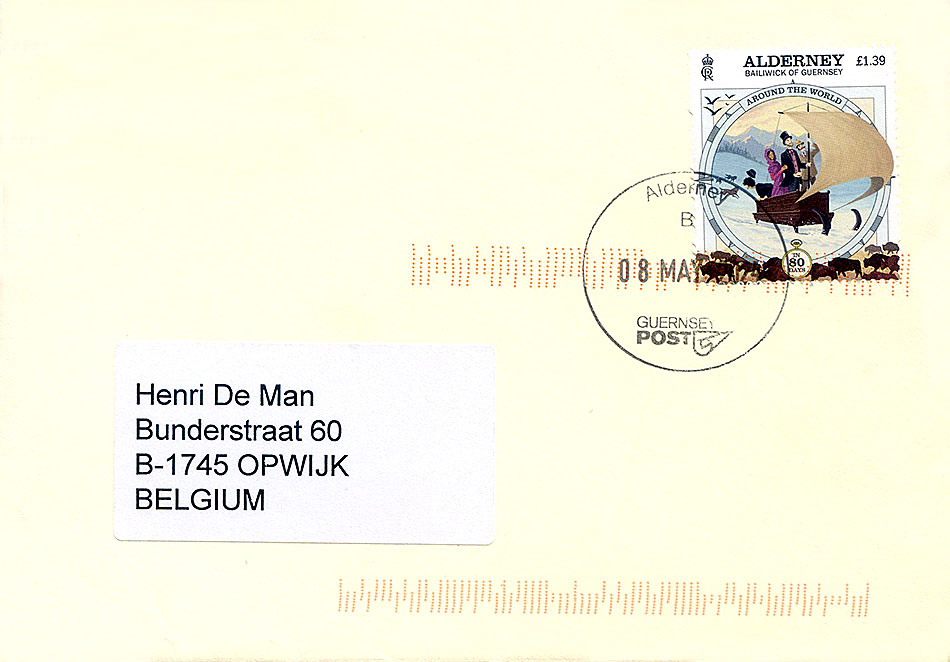 ALDERNEY £1.39
BAILIWICK OF GUERNSEY
AROUND THE WORLD
IN
80
DAYS
Alderney
B
08 MAY
GUERNSEY
POST
Henri De Man
Bunderstraat 60
B-1745 OPWIJK
BELGIUM